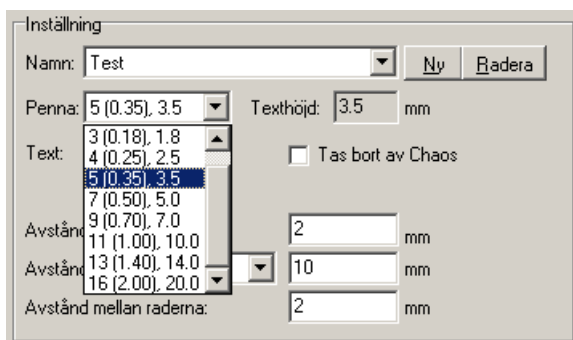 Inställning
Namn: Test Ny Radera
Penna: 5 (0.35), 3.5 Texthöjd: 3.5 mm
3 (0.18), 1.8
4 (0.25), 2.5
Text: Tas bort av Chaos
5 (0.35), 3.5
7 (0.50), 5.0
9 (0.70), 7.0
Avstånd 2 mm
11 (1.00), 10.0
13 (1.40), 14.0
Avstånd 10 mm
16 (2.00), 20.0
Avstånd mellan raderna: 2 mm